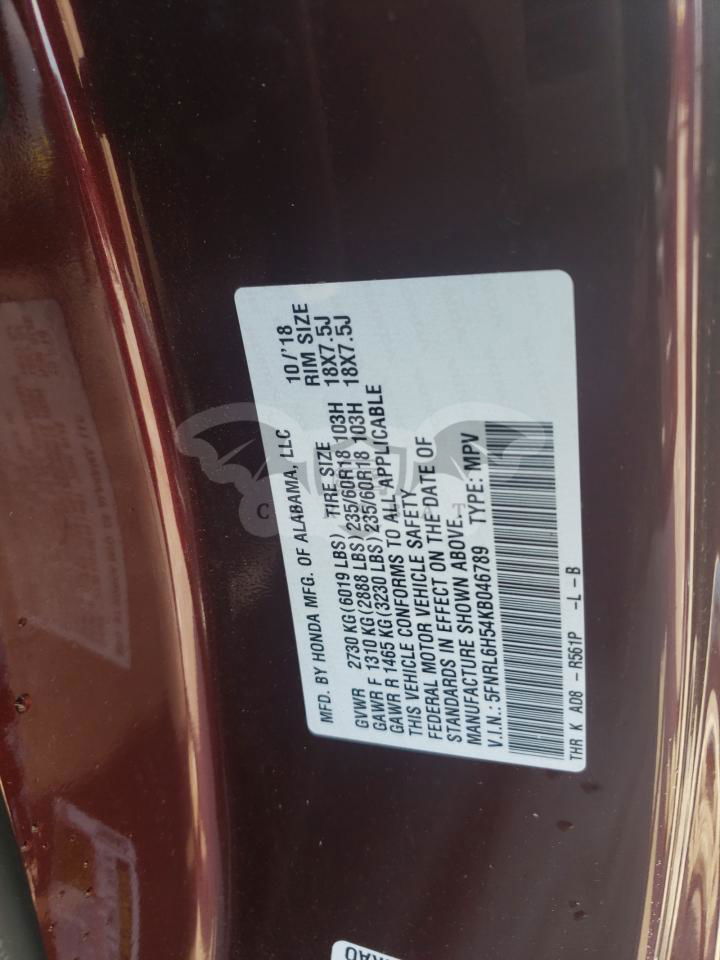 MFD. BY HONDA MFG. OF ALABAMA, LLC 10/'18
TIRE SIZE RIM SIZE
GVWR 2730 KG(6019 LBS)
GAWR F 1310 KG(2888 LBS) 235/60R18 103H 18X7.5J
GAWR R 1465 KG(3230 LBS) 235/60R18 103H 18X7.5J
THIS VEHICLE CONFORMS TO ALL APPLICABLE
FEDERAL MOTOR VEHICLE SAFETY
STANDARDS IN EFFECT ON THE DATE OF
MANUFACTURE SHOWN ABOVE.
V.I.N.: 5FNRL6H54KB046789 TYPE: MPV
THR K AD8 - R561P -L-B